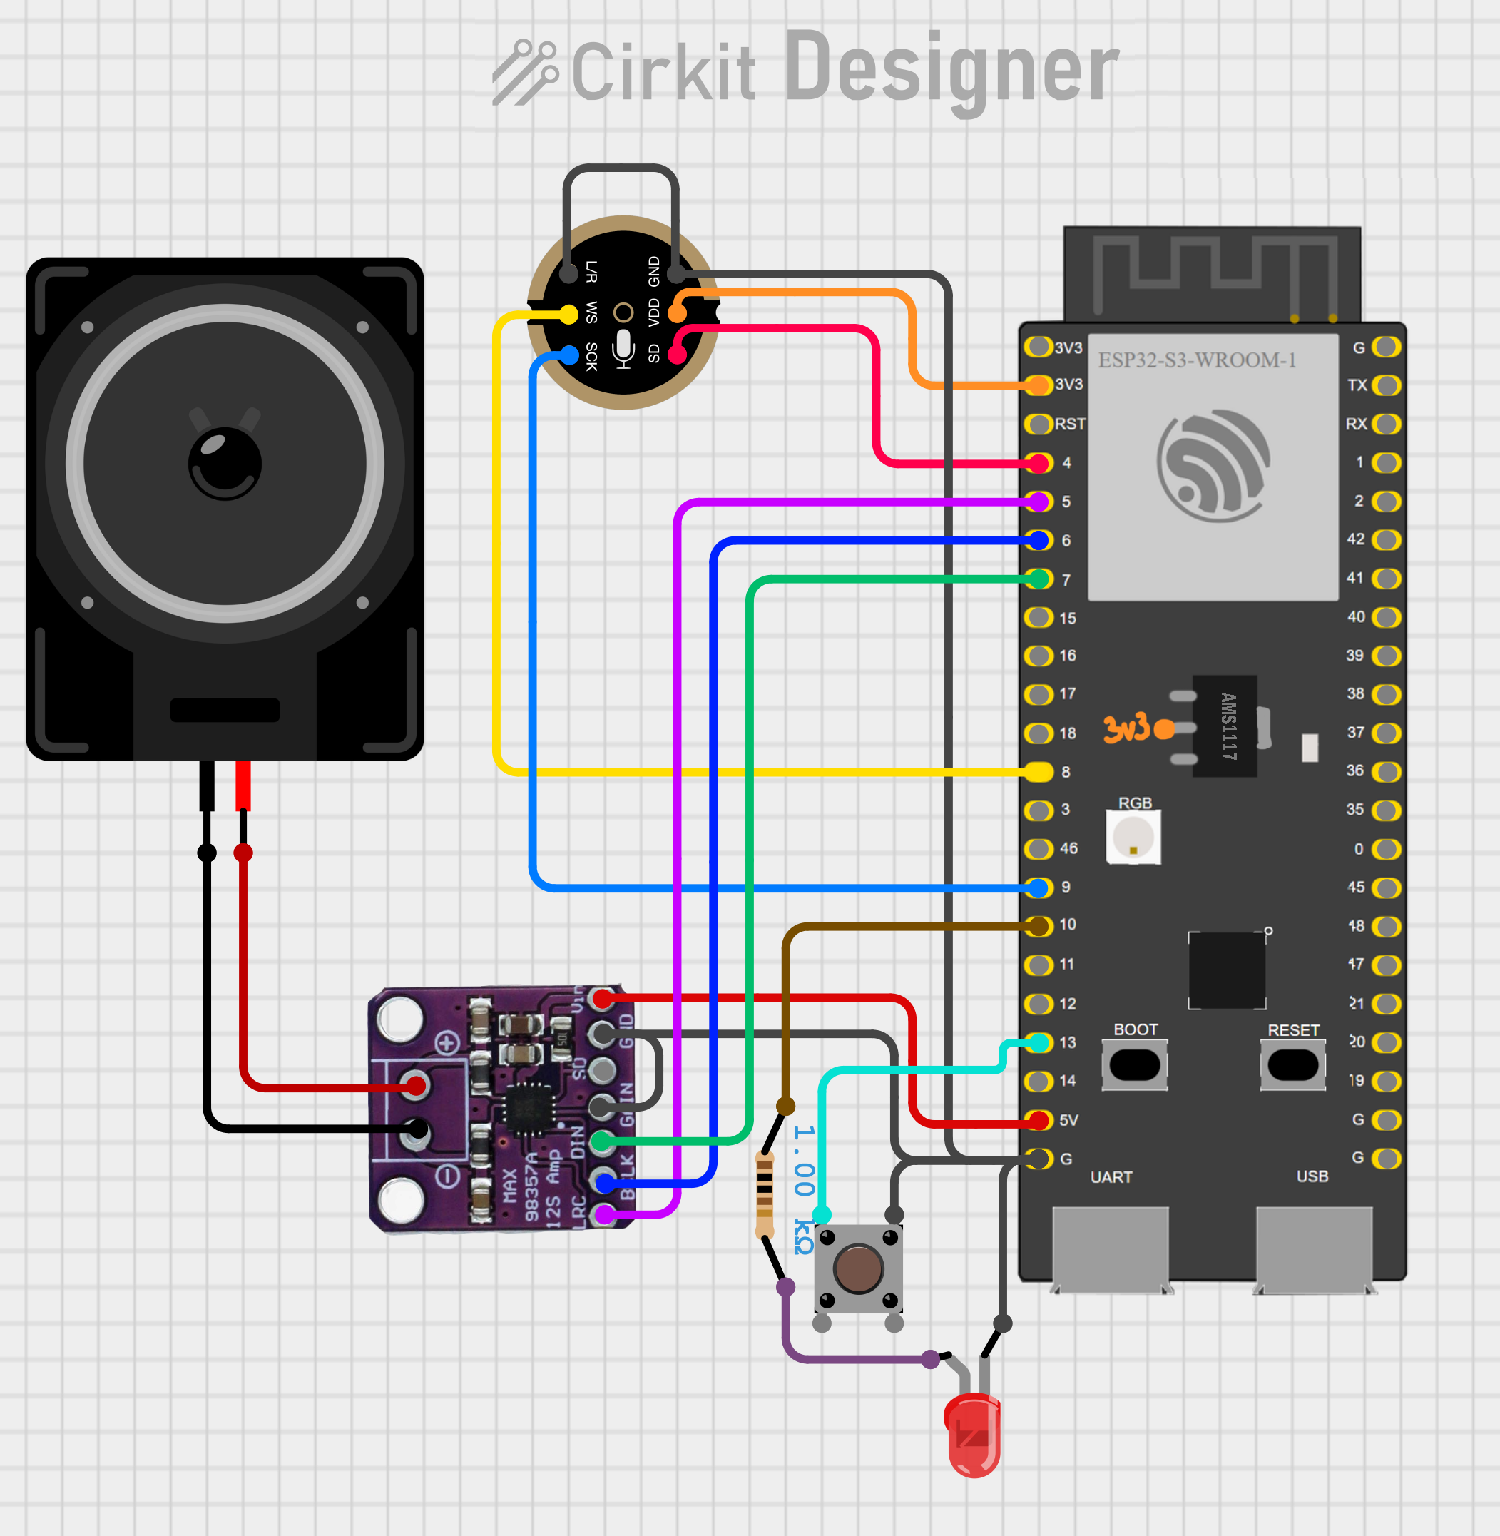 Cirkit Designer
L/R
WS
SCK
GND
VDD
SD
ESP32-S3-WROOM-1
3V3
3V3
RST
4
5
6
7
15
16
17
18
8
3
46
9
10
11
12
13
14
5V
G
G
TX
RX
1
2
42
41
40
39
38
37
36
35
0
45
48
47
21
20
19
G
G
3v3
AMS1117
RGB
BOOT
RESET
UART
USB
Vin
GND
SD
GAIN
DIN
BCLK
LRC
MAX
98357A
I2S Amp
1.00 kΩ